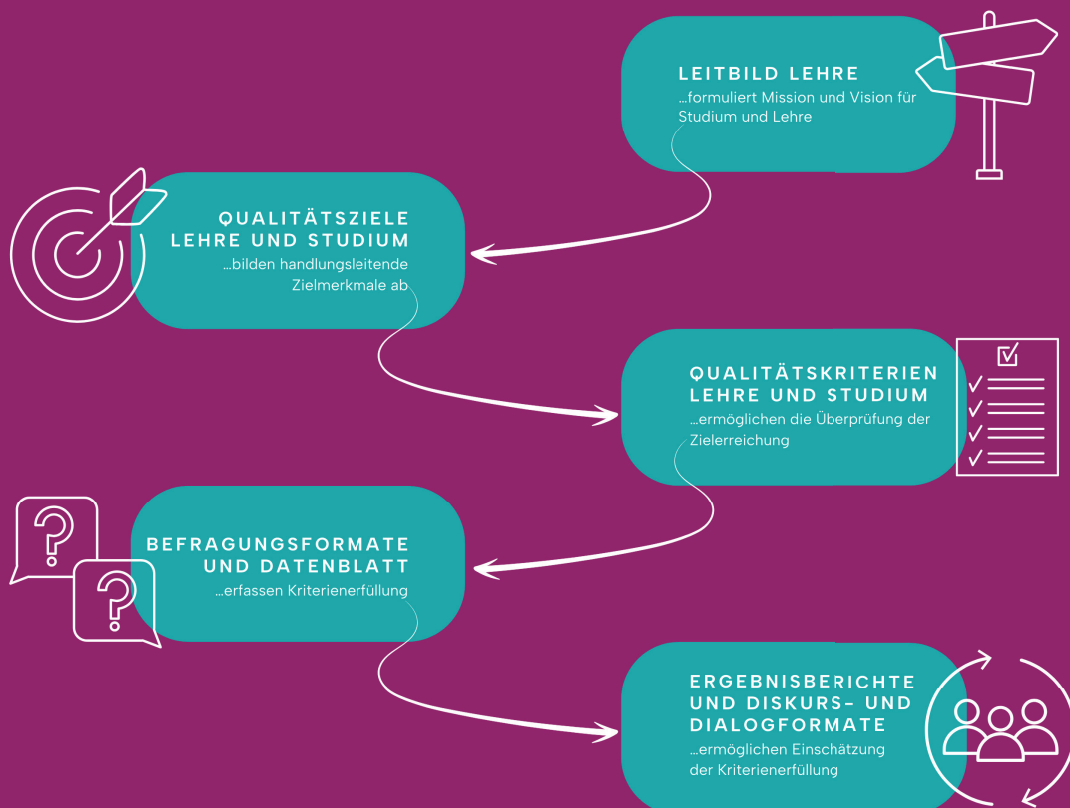 LEITBILD LEHRE
...formuliert Mission und Vision für
Studium und Lehre
QUALITÄTSZIELE
LEHRE UND STUDIUM
...bilden handlungsleitende
Zielmerkmale ab
QUALITÄTSKRITERIEN
LEHRE UND STUDIUM
...ermöglichen die Überprüfung der
Zielerreichung
BEFRAGUNGSFORMATE
UND DATENBLATT
...erfassen Kriterienerfüllung
ERGEBNISBERICHTE
UND DISKURS- UND
DIALOGFORMATE
...ermöglichen Einschätzung
der Kriterienerfüllung